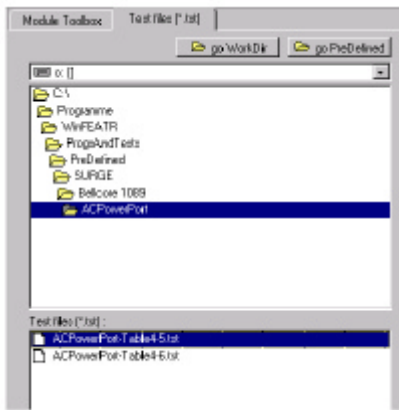 Module Toolbox Test files (*.tst)
go WorkDir go PreDefined
c: []
C:\
Programme
WinFEATR
ProgsAndTests
PreDefined
SURGE
Bellcore 1089
ACPowerPort
Test files (*.tst) :
ACPowerPort-Table4-5.tst
ACPowerPort-Table4-6.tst